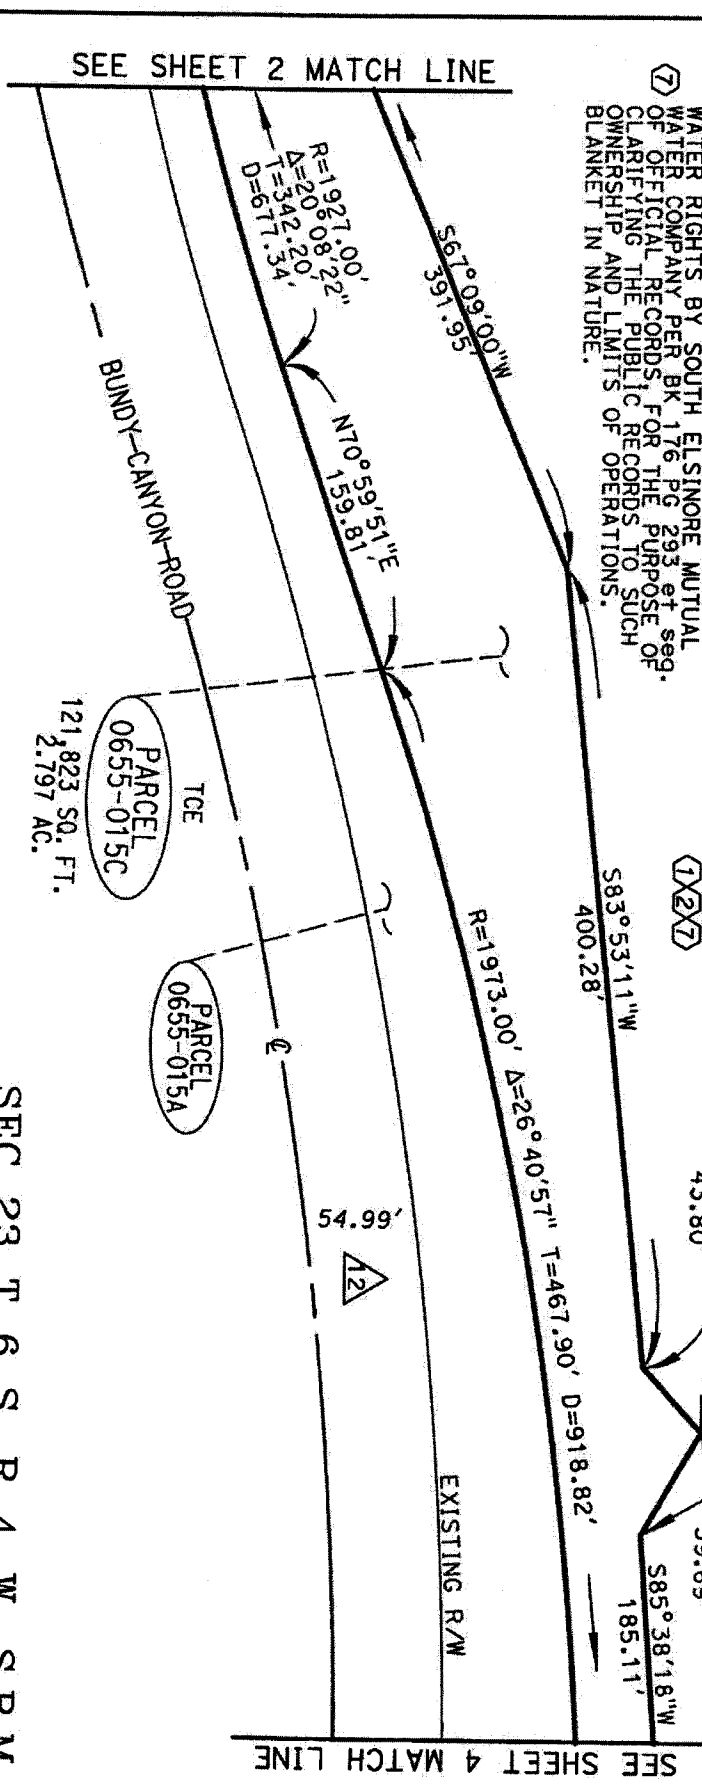 WATER RIGHTS BY SOUTH ELSINORE MUTUAL
7 WATER COMPANY PER BK 176 PG 293 et seq.
OF OFFICIAL RECORDS, FOR THE PURPOSE OF
CLARIFYING THE PUBLIC RECORDS TO SUCH
OWNERSHIP AND LIMITS OF OPERATIONS.
BLANKET IN NATURE.
SEE SHEET 2 MATCH LINE
S67°09'00"W
391.95'
R=1927.00'
Δ=20°08'22"
T=342.20'
D=677.34'
N70°59'51"E
159.81'
BUNDY CANYON ROAD
1 2 7
S83°53'11"W
400.28'
TCE
PARCEL
0655-015C
121,823 SQ. FT.
2.797 AC.
PARCEL
0655-015A
℄
R=1973.00' Δ=26°40'57" T=467.90' D=918.82'
54.99'
12
EXISTING R/W
S85°38'18"W
185.11'
SEE SHEET 4 MATCH LINE
SEC 23 T 6 S R 4 W SBM